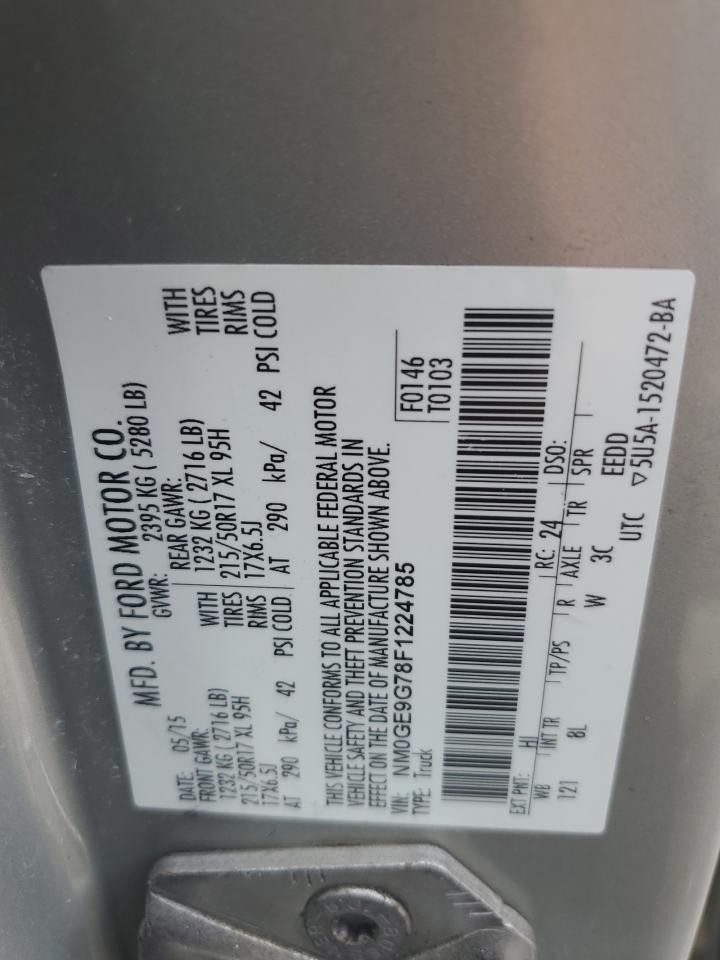 MFD. BY FORD MOTOR CO.
DATE: 05/15 GVWR: 2395 KG ( 5280 LB)
FRONT GAWR: REAR GAWR:
1232 KG ( 2716 LB) WITH 1232 KG ( 2716 LB) WITH
215/50R17 XL 95H TIRES 215/50R17 XL 95H TIRES
17X6.5J RIMS 17X6.5J RIMS
AT 290 kPa/ 42 PSI COLD AT 290 kPa/ 42 PSI COLD
THIS VEHICLE CONFORMS TO ALL APPLICABLE FEDERAL MOTOR
VEHICLE SAFETY AND THEFT PREVENTION STANDARDS IN
EFFECT ON THE DATE OF MANUFACTURE SHOWN ABOVE.
VIN: NM0GE9G78F1224785 F0146
TYPE: Truck T0103
EXT PNT: HL RC: 24 DSO:
WB INT TR TP/PS R AXLE TR SPR
121 8L W 3C EEDD
UTC ▽5U5A-1520472-BA